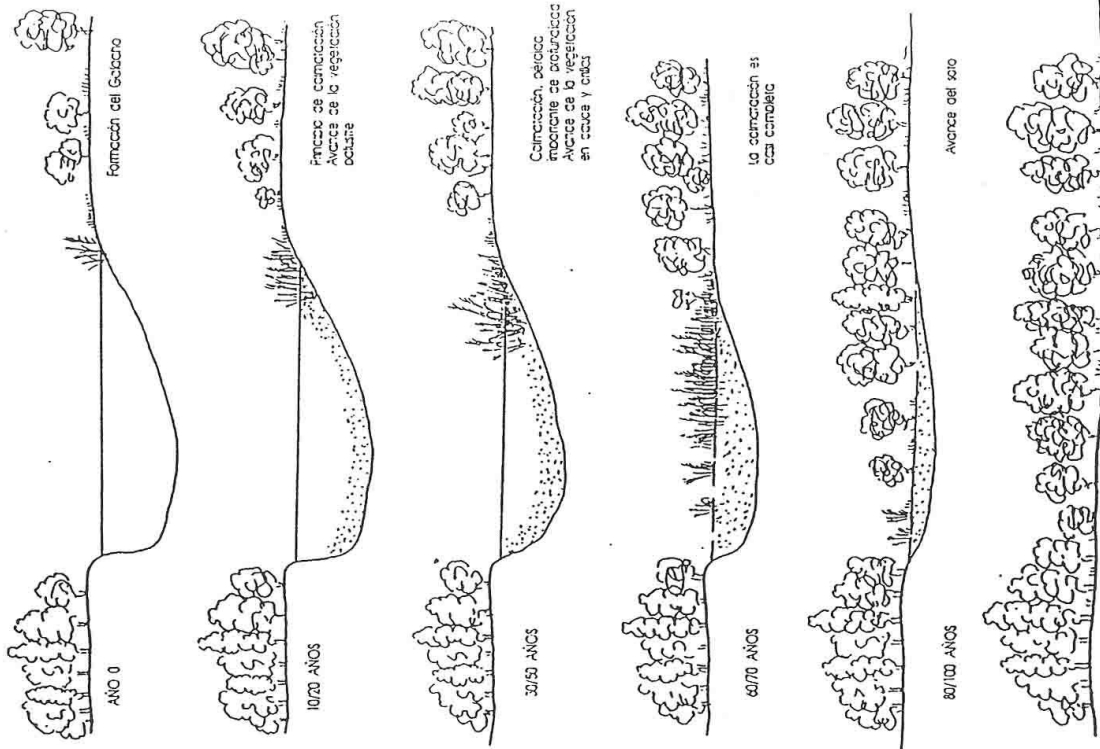 AÑO 0
Formación del Galacho
10/20 AÑOS
Principio de colmatación
Avance de la vegetación
palustre
30/50 AÑOS
Colmatación, pérdida
importante de profundidad
Avance de la vegetación
en cauce y orillas
60/70 AÑOS
La colmatación es
casi completa
80/100 AÑOS
Avance del soto